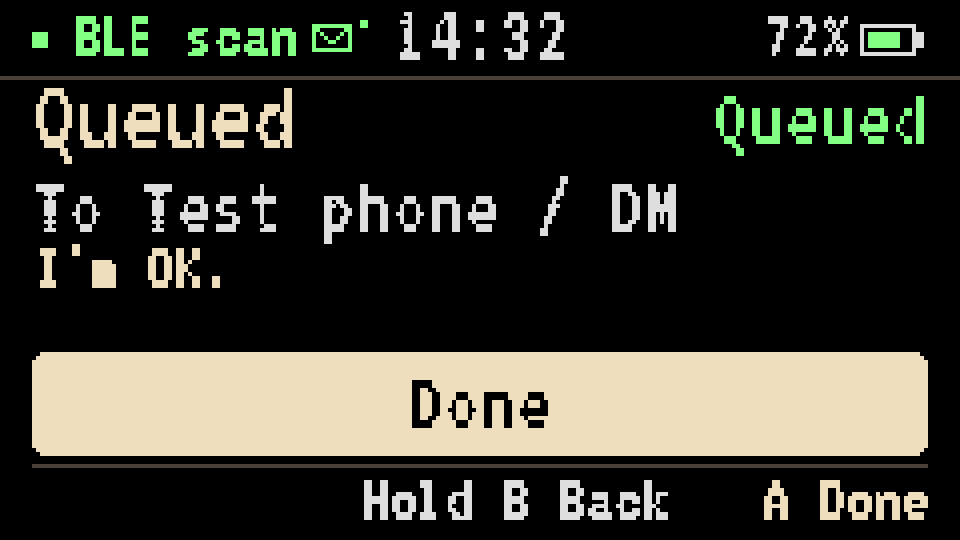 BLE scan 14:32 72%
Queued Queued
To Test phone / DM
I'm OK.
Done
Hold B Back A Done